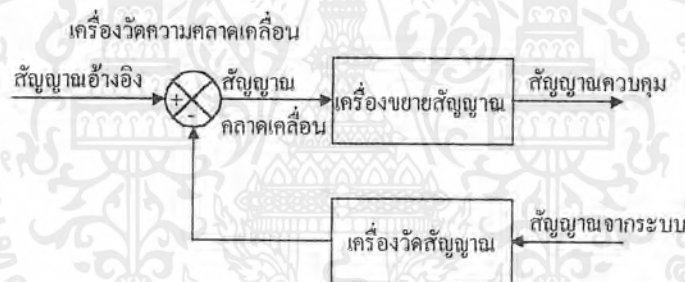 เครื่องวัดความคลาดเคลื่อน
สัญญาณอ้างอิง
+
-
สัญญาณ
คลาดเคลื่อน
เครื่องขยายสัญญาณ
สัญญาณควบคุม
เครื่องวัดสัญญาณ
สัญญาณจากระบบ